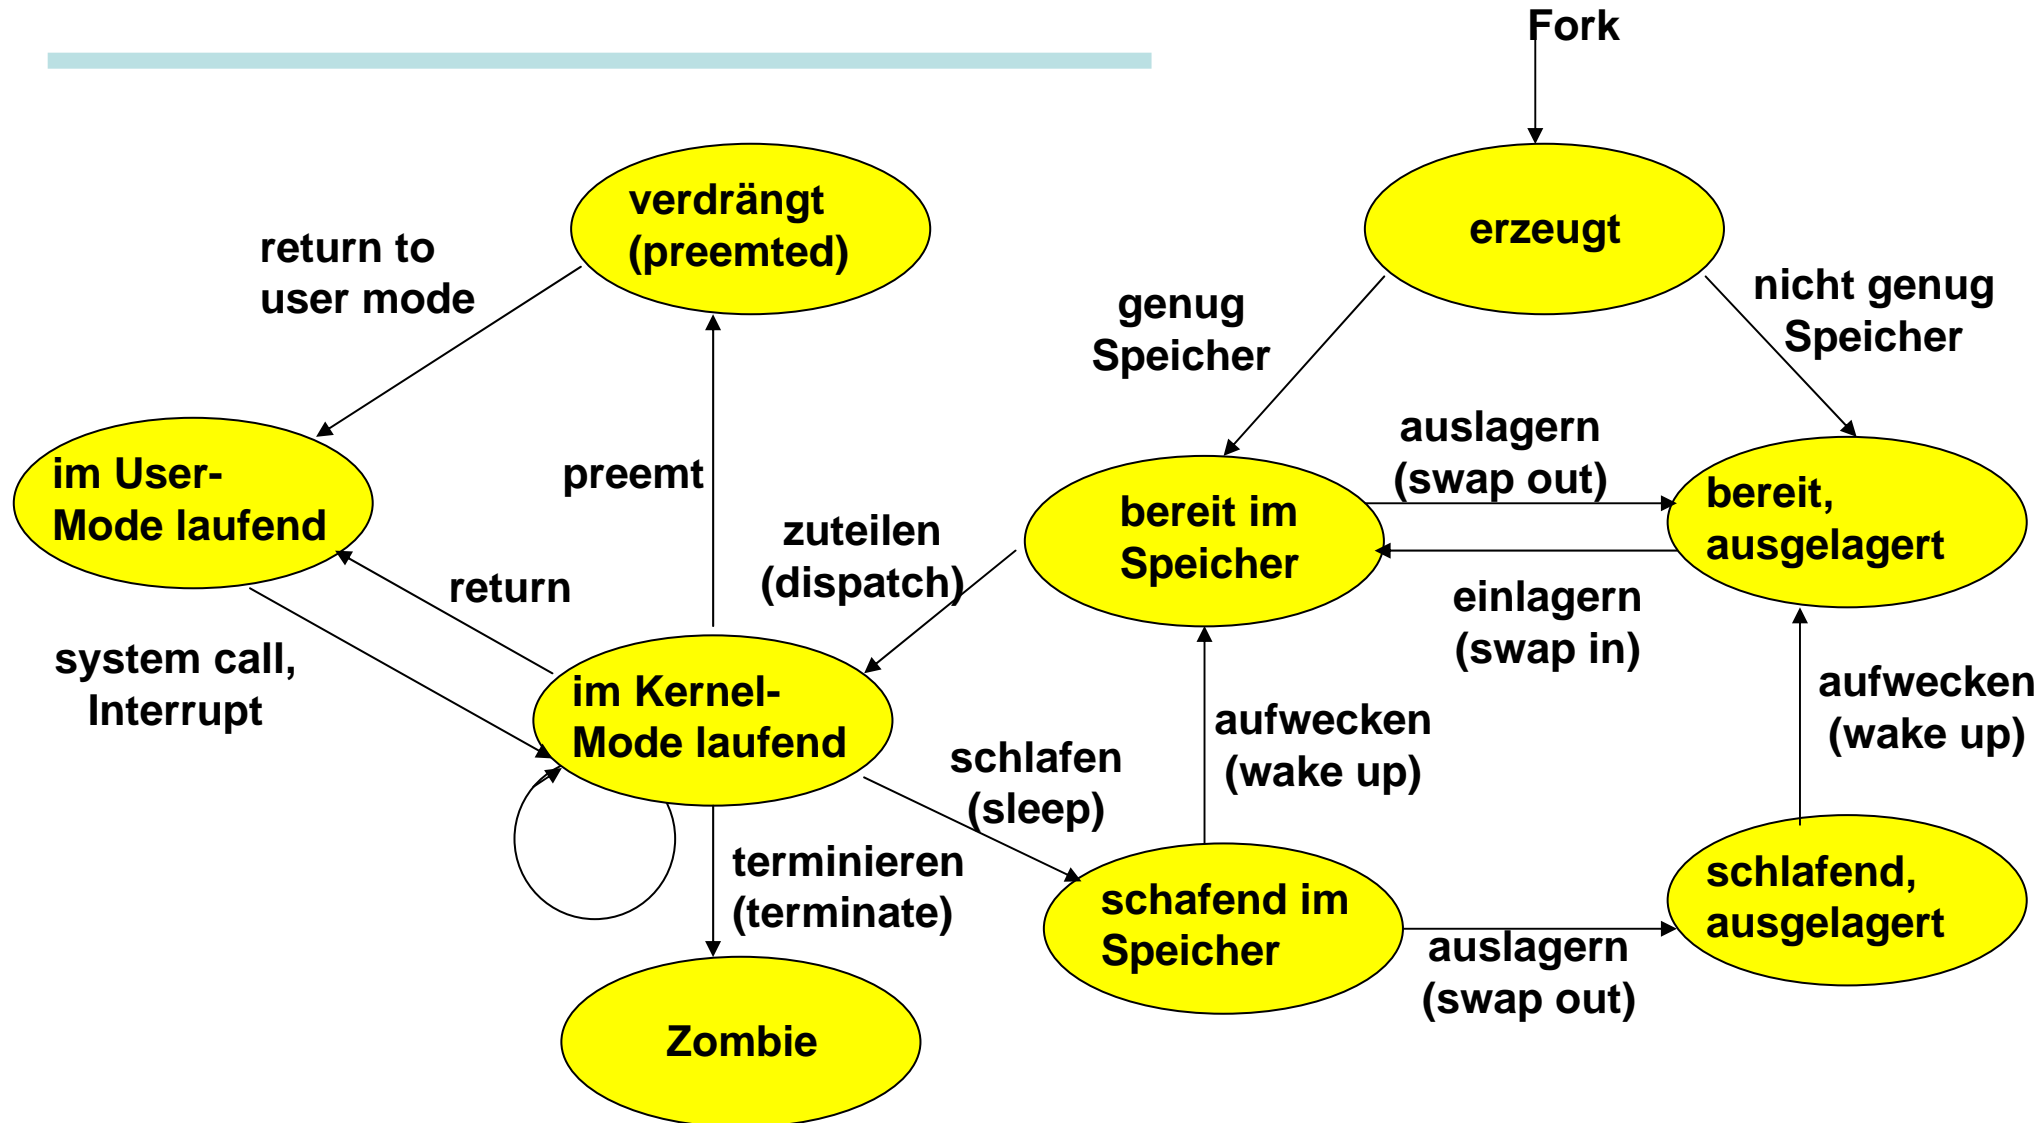 Fork
verdrängt
(preemted)
erzeugt
return to
user mode
genug
Speicher
nicht genug
Speicher
im User-
Mode laufend
preemt
auslagern
(swap out)
bereit im
Speicher
bereit,
ausgelagert
zuteilen
(dispatch)
return
einlagern
(swap in)
system call,
Interrupt
im Kernel-
Mode laufend
aufwecken
(wake up)
aufwecken
(wake up)
schlafen
(sleep)
terminieren
(terminate)
schafend im
Speicher
schlafend,
ausgelagert
auslagern
(swap out)
Zombie